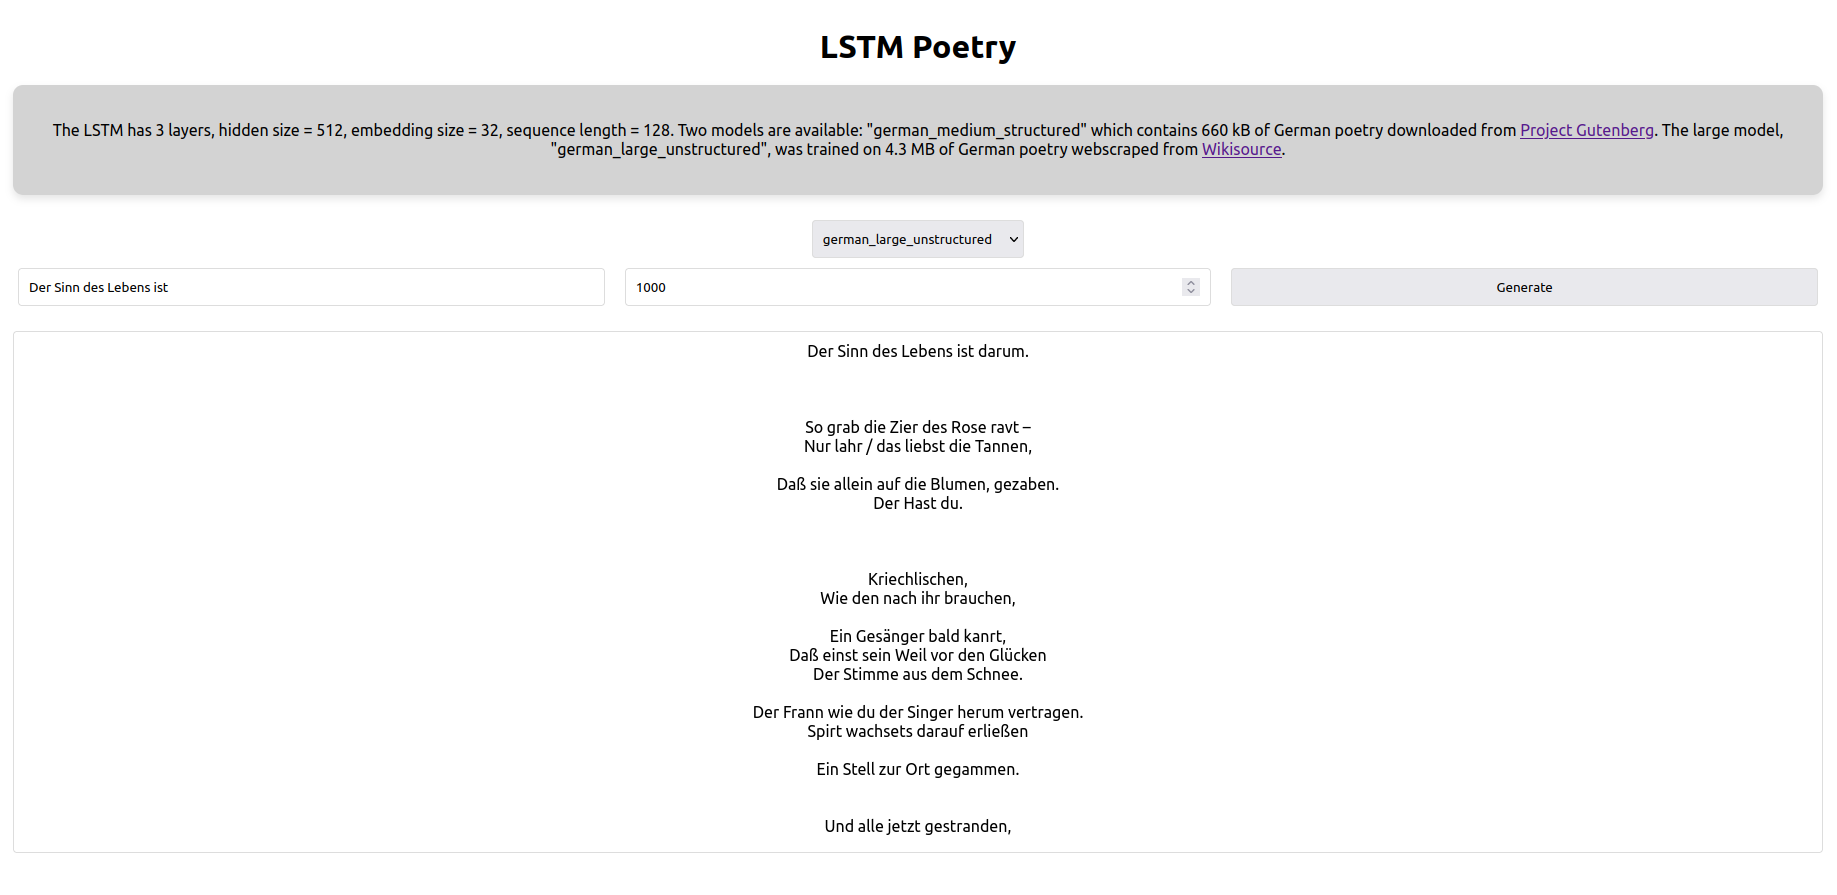 LSTM Poetry
The LSTM has 3 layers, hidden size = 512, embedding size = 32, sequence length = 128. Two models are available: "german_medium_structured" which contains 660 kB of German poetry downloaded from Project Gutenberg. The large model,
"german_large_unstructured", was trained on 4.3 MB of German poetry webscraped from Wikisource.
german_large_unstructured
Der Sinn des Lebens ist
1000
Generate
Der Sinn des Lebens ist darum.
So grab die Zier des Rose ravt –
Nur lahr / das liebst die Tannen,
Daß sie allein auf die Blumen, gezaben.
Der Hast du.
Kriechlischen,
Wie den nach ihr brauchen,
Ein Gesänger bald kanrt,
Daß einst sein Weil vor den Glücken
Der Stimme aus dem Schnee.
Der Frann wie du der Singer herum vertragen.
Spirt wachsets darauf erließen
Ein Stell zur Ort gegammen.
Und alle jetzt gestranden,